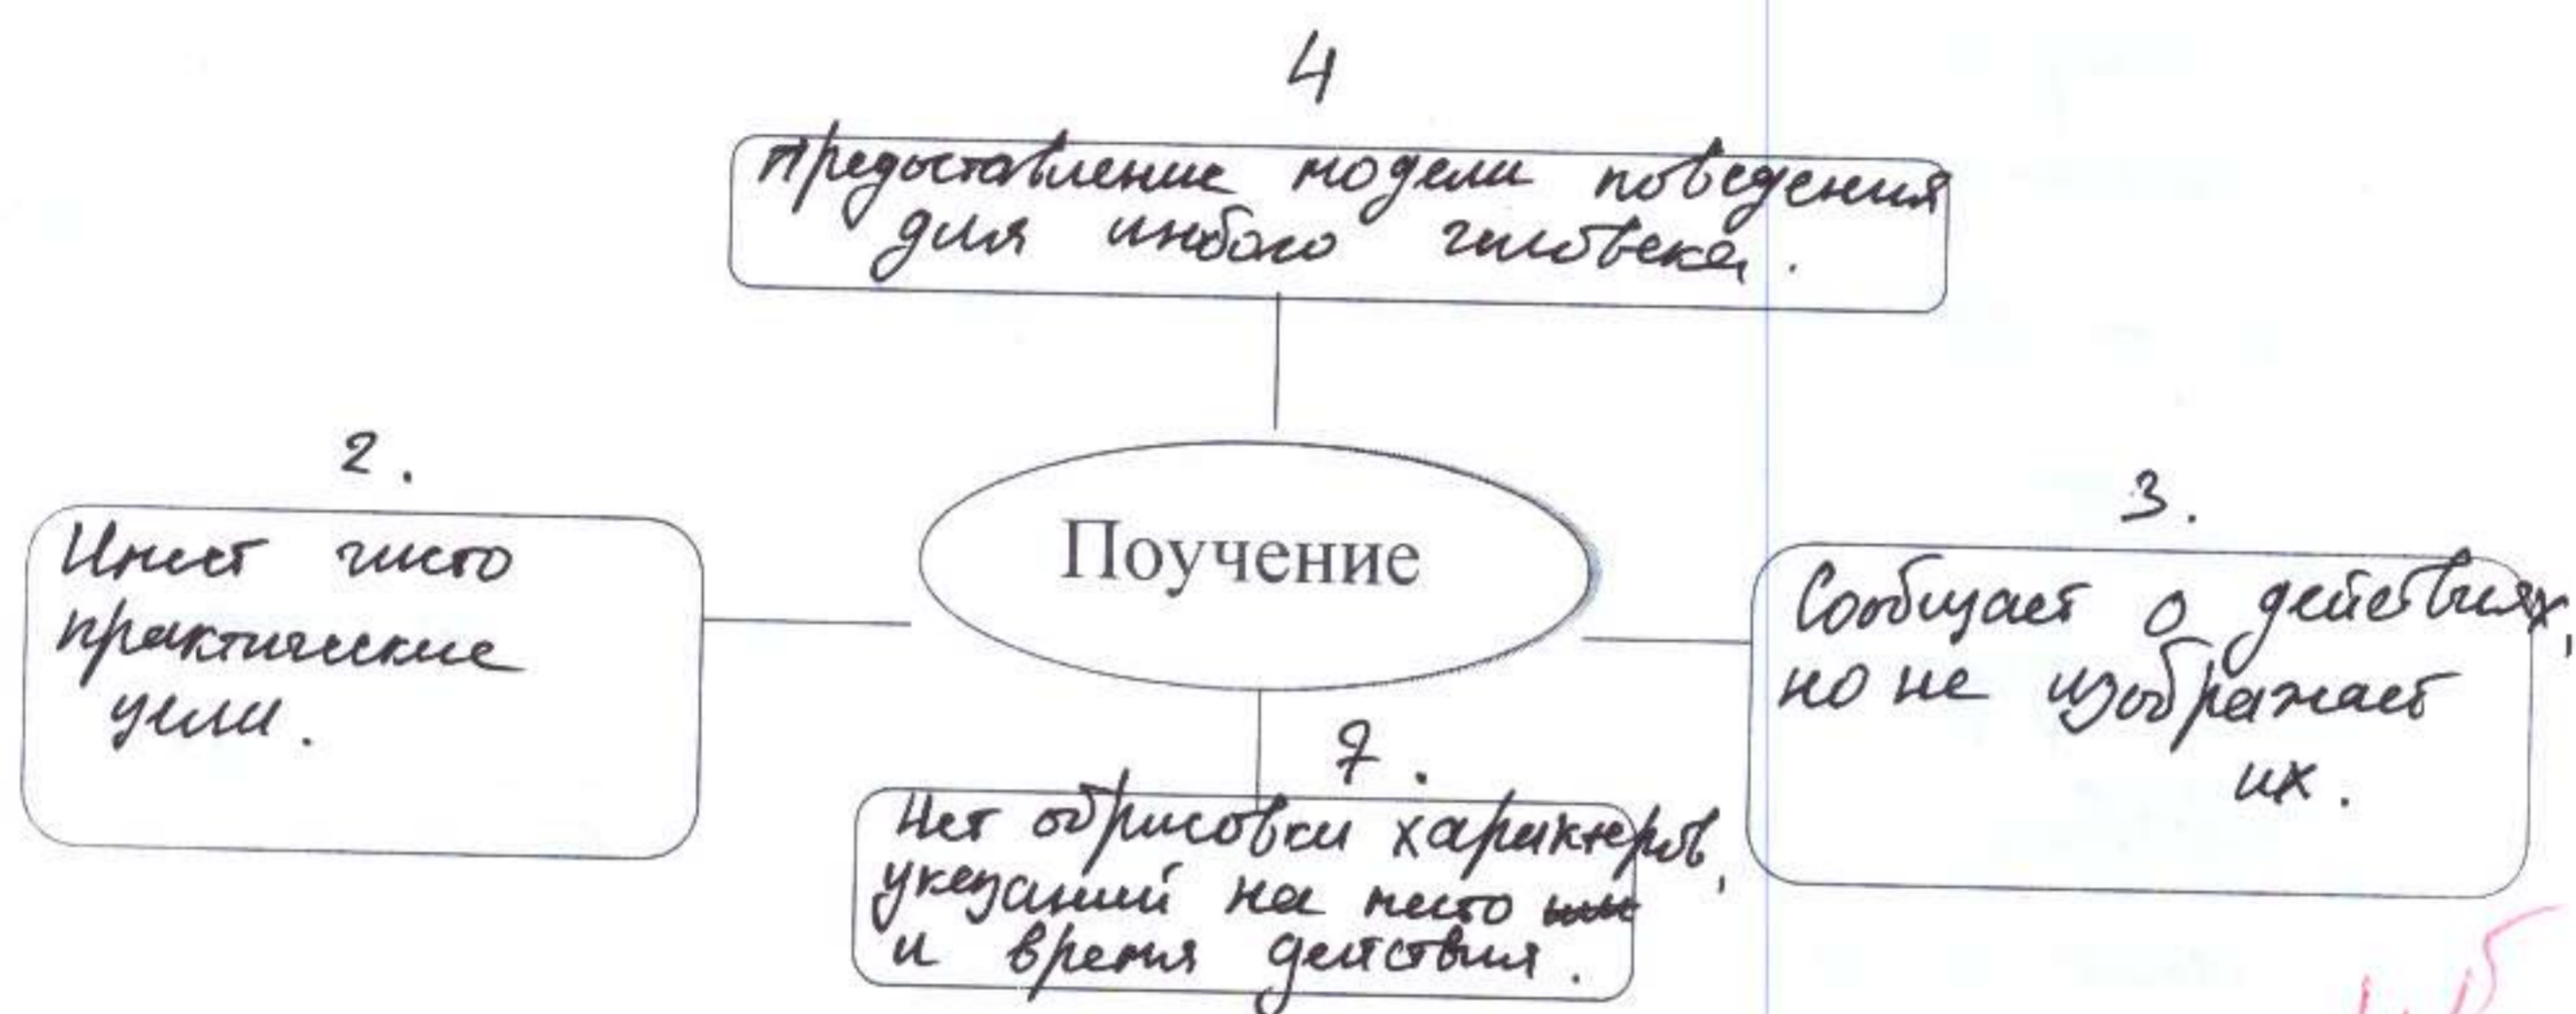 4
предоставление модели поведения
для любого человека.
2.
Имеет чисто
практические
цели.
Поучение
3.
Сообщает о действиях,
но не изображает
их.
7.
Нет обрисовки характеров,
указаний на место
и время действия.